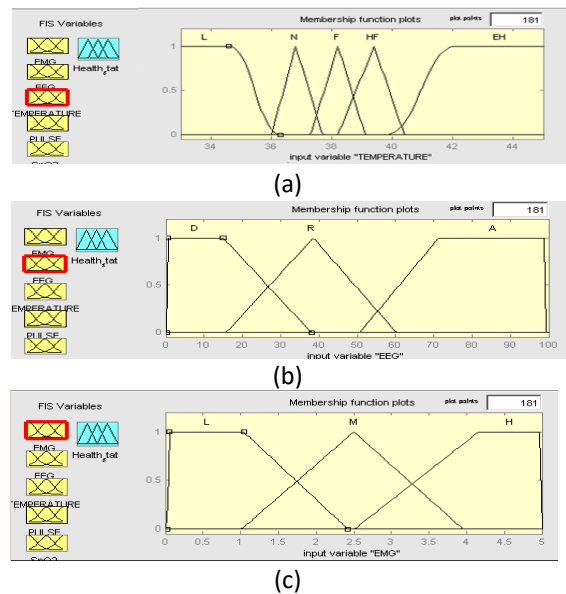 FIS Variables
Membership function plots
plot points
181
EMG
Health_stat
EEG
TEMPERATURE
PULSE
L N F HF EH
1
0.5
0
34 36 38 40 42 44
input variable "TEMPERATURE"
(a)
FIS Variables
Membership function plots
plot points
181
EMG
Health_stat
EEG
TEMPERATURE
PULSE
D R A
1
0.5
0
0 10 20 30 40 50 60 70 80 90 100
input variable "EEG"
(b)
FIS Variables
Membership function plots
plot points
181
EMG
Health_stat
EEG
EMPERATURE
PULSE
L M H
1
0.5
0
0 0.5 1 1.5 2 2.5 3 3.5 4 4.5 5
input variable "EMG"
(c)